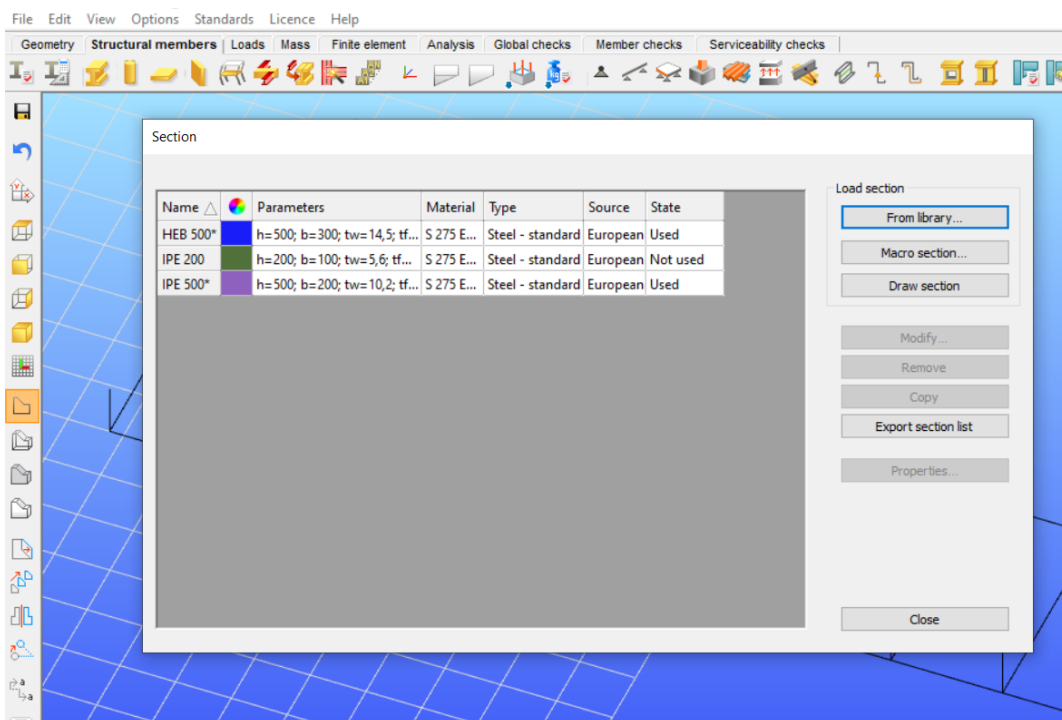 File Edit View Options Standards Licence Help
Geometry Structural members Loads Mass Finite element Analysis Global checks Member checks Serviceability checks
Section
Load section
Name Parameters Material Type Source State
From library...
HEB 500* h=500; b=300; tw=14,5; tf... S 275 E... Steel - standard European Used
Macro section...
IPE 200 h=200; b=100; tw=5,6; tf... S 275 E... Steel - standard European Not used
IPE 500* h=500; b=200; tw=10,2; tf... S 275 E... Steel - standard European Used
Draw section
Modify...
Remove
Copy
Export section list
Properties...
Close